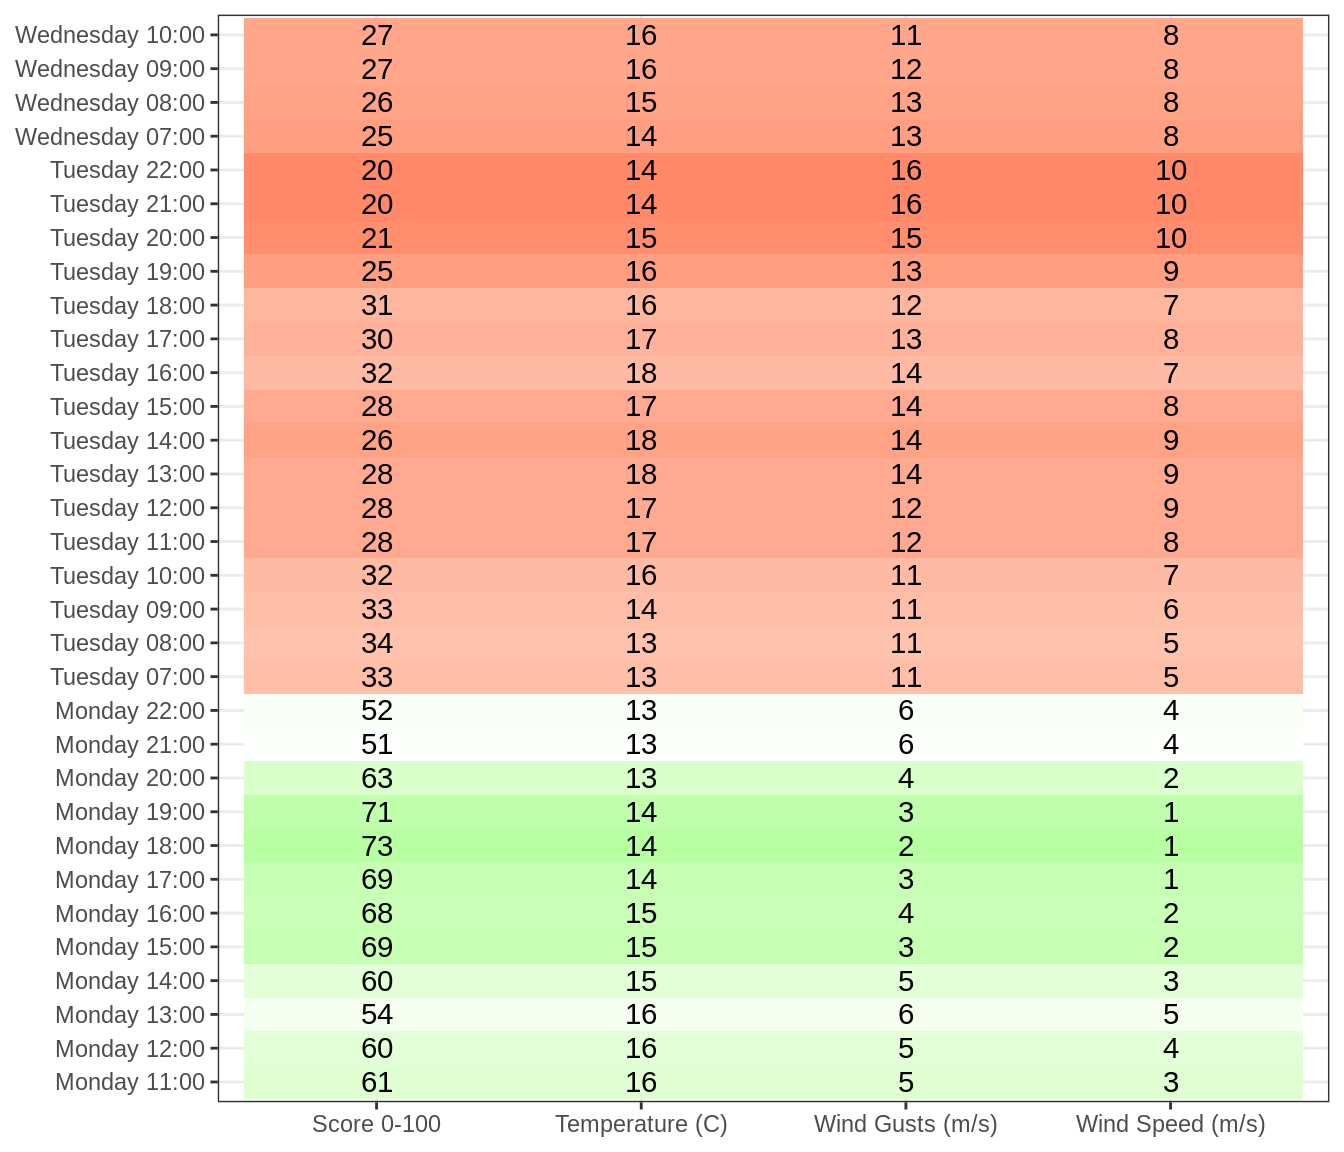 Wednesday 10:00 27 16 11 8
Wednesday 09:00 27 16 12 8
Wednesday 08:00 26 15 13 8
Wednesday 07:00 25 14 13 8
Tuesday 22:00 20 14 16 10
Tuesday 21:00 20 14 16 10
Tuesday 20:00 21 15 15 10
Tuesday 19:00 25 16 13 9
Tuesday 18:00 31 16 12 7
Tuesday 17:00 30 17 13 8
Tuesday 16:00 32 18 14 7
Tuesday 15:00 28 17 14 8
Tuesday 14:00 26 18 14 9
Tuesday 13:00 28 18 14 9
Tuesday 12:00 28 17 12 9
Tuesday 11:00 28 17 12 8
Tuesday 10:00 32 16 11 7
Tuesday 09:00 33 14 11 6
Tuesday 08:00 34 13 11 5
Tuesday 07:00 33 13 11 5
Monday 22:00 52 13 6 4
Monday 21:00 51 13 6 4
Monday 20:00 63 13 4 2
Monday 19:00 71 14 3 1
Monday 18:00 73 14 2 1
Monday 17:00 69 14 3 1
Monday 16:00 68 15 4 2
Monday 15:00 69 15 3 2
Monday 14:00 60 15 5 3
Monday 13:00 54 16 6 5
Monday 12:00 60 16 5 4
Monday 11:00 61 16 5 3
Score 0-100 Temperature (C) Wind Gusts (m/s) Wind Speed (m/s)